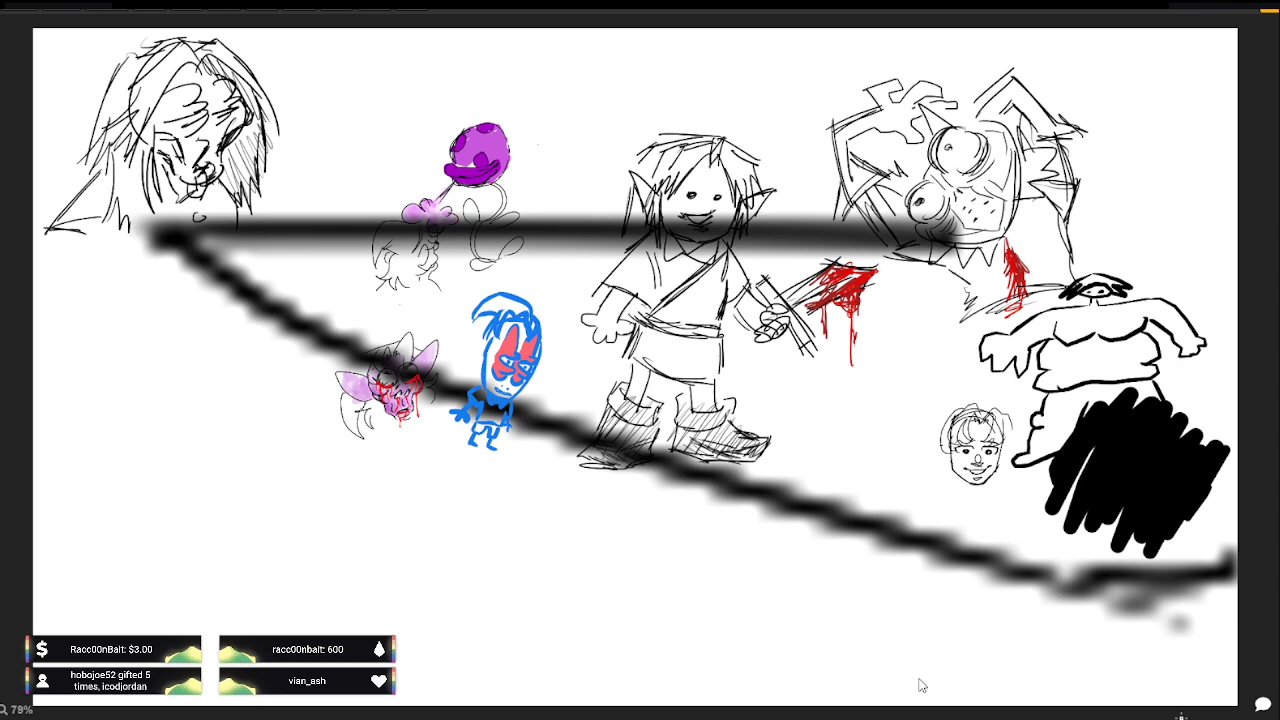 $ Racc00nBait: $3.00
racc00nbait: 600
hobojoe52 gifted 5
times, icodjordan
vian_ash
79%